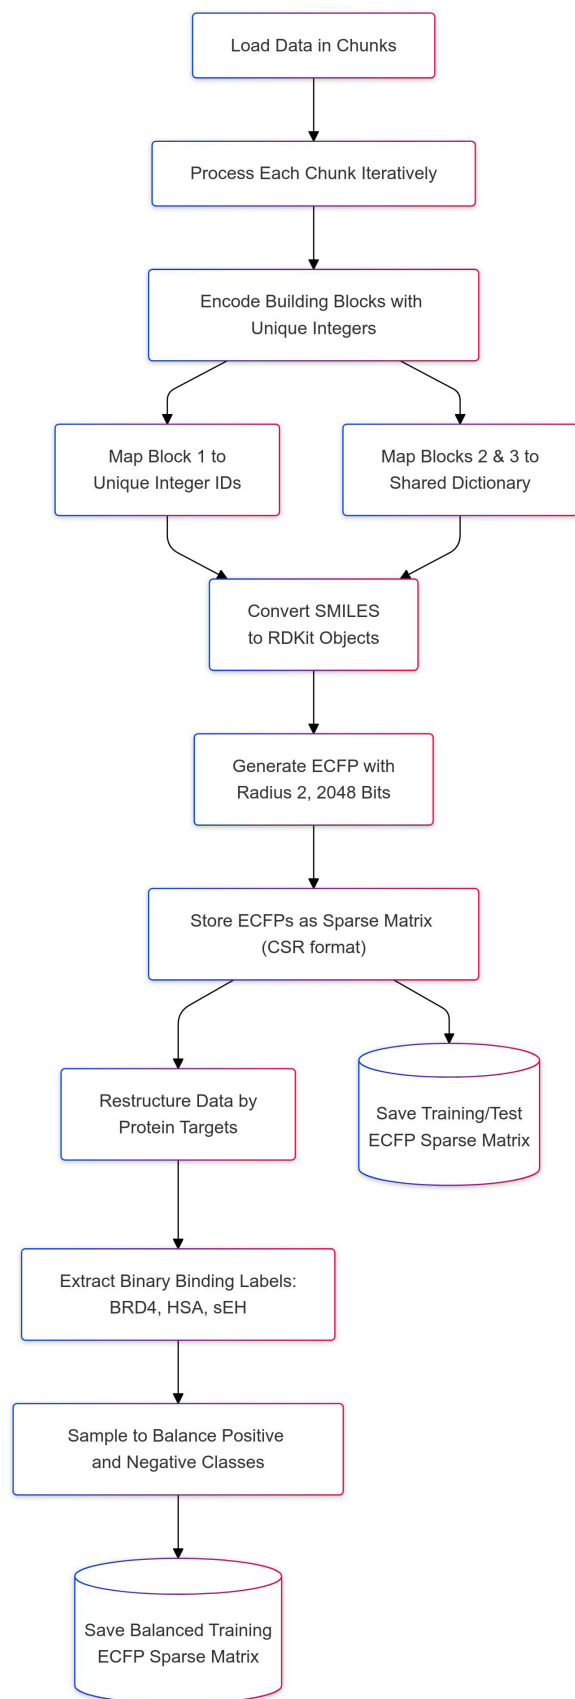 Load Data in Chunks
Process Each Chunk Iteratively
Encode Building Blocks with
Unique Integers
Map Block 1 to
Unique Integer IDs
Map Blocks 2 & 3 to
Shared Dictionary
Convert SMILES
to RDKit Objects
Generate ECFP with
Radius 2, 2048 Bits
Store ECFPs as Sparse Matrix
(CSR format)
Restructure Data by
Protein Targets
Save Training/Test
ECFP Sparse Matrix
Extract Binary Binding Labels:
BRD4, HSA, sEH
Sample to Balance Positive
and Negative Classes
Save Balanced Training
ECFP Sparse Matrix